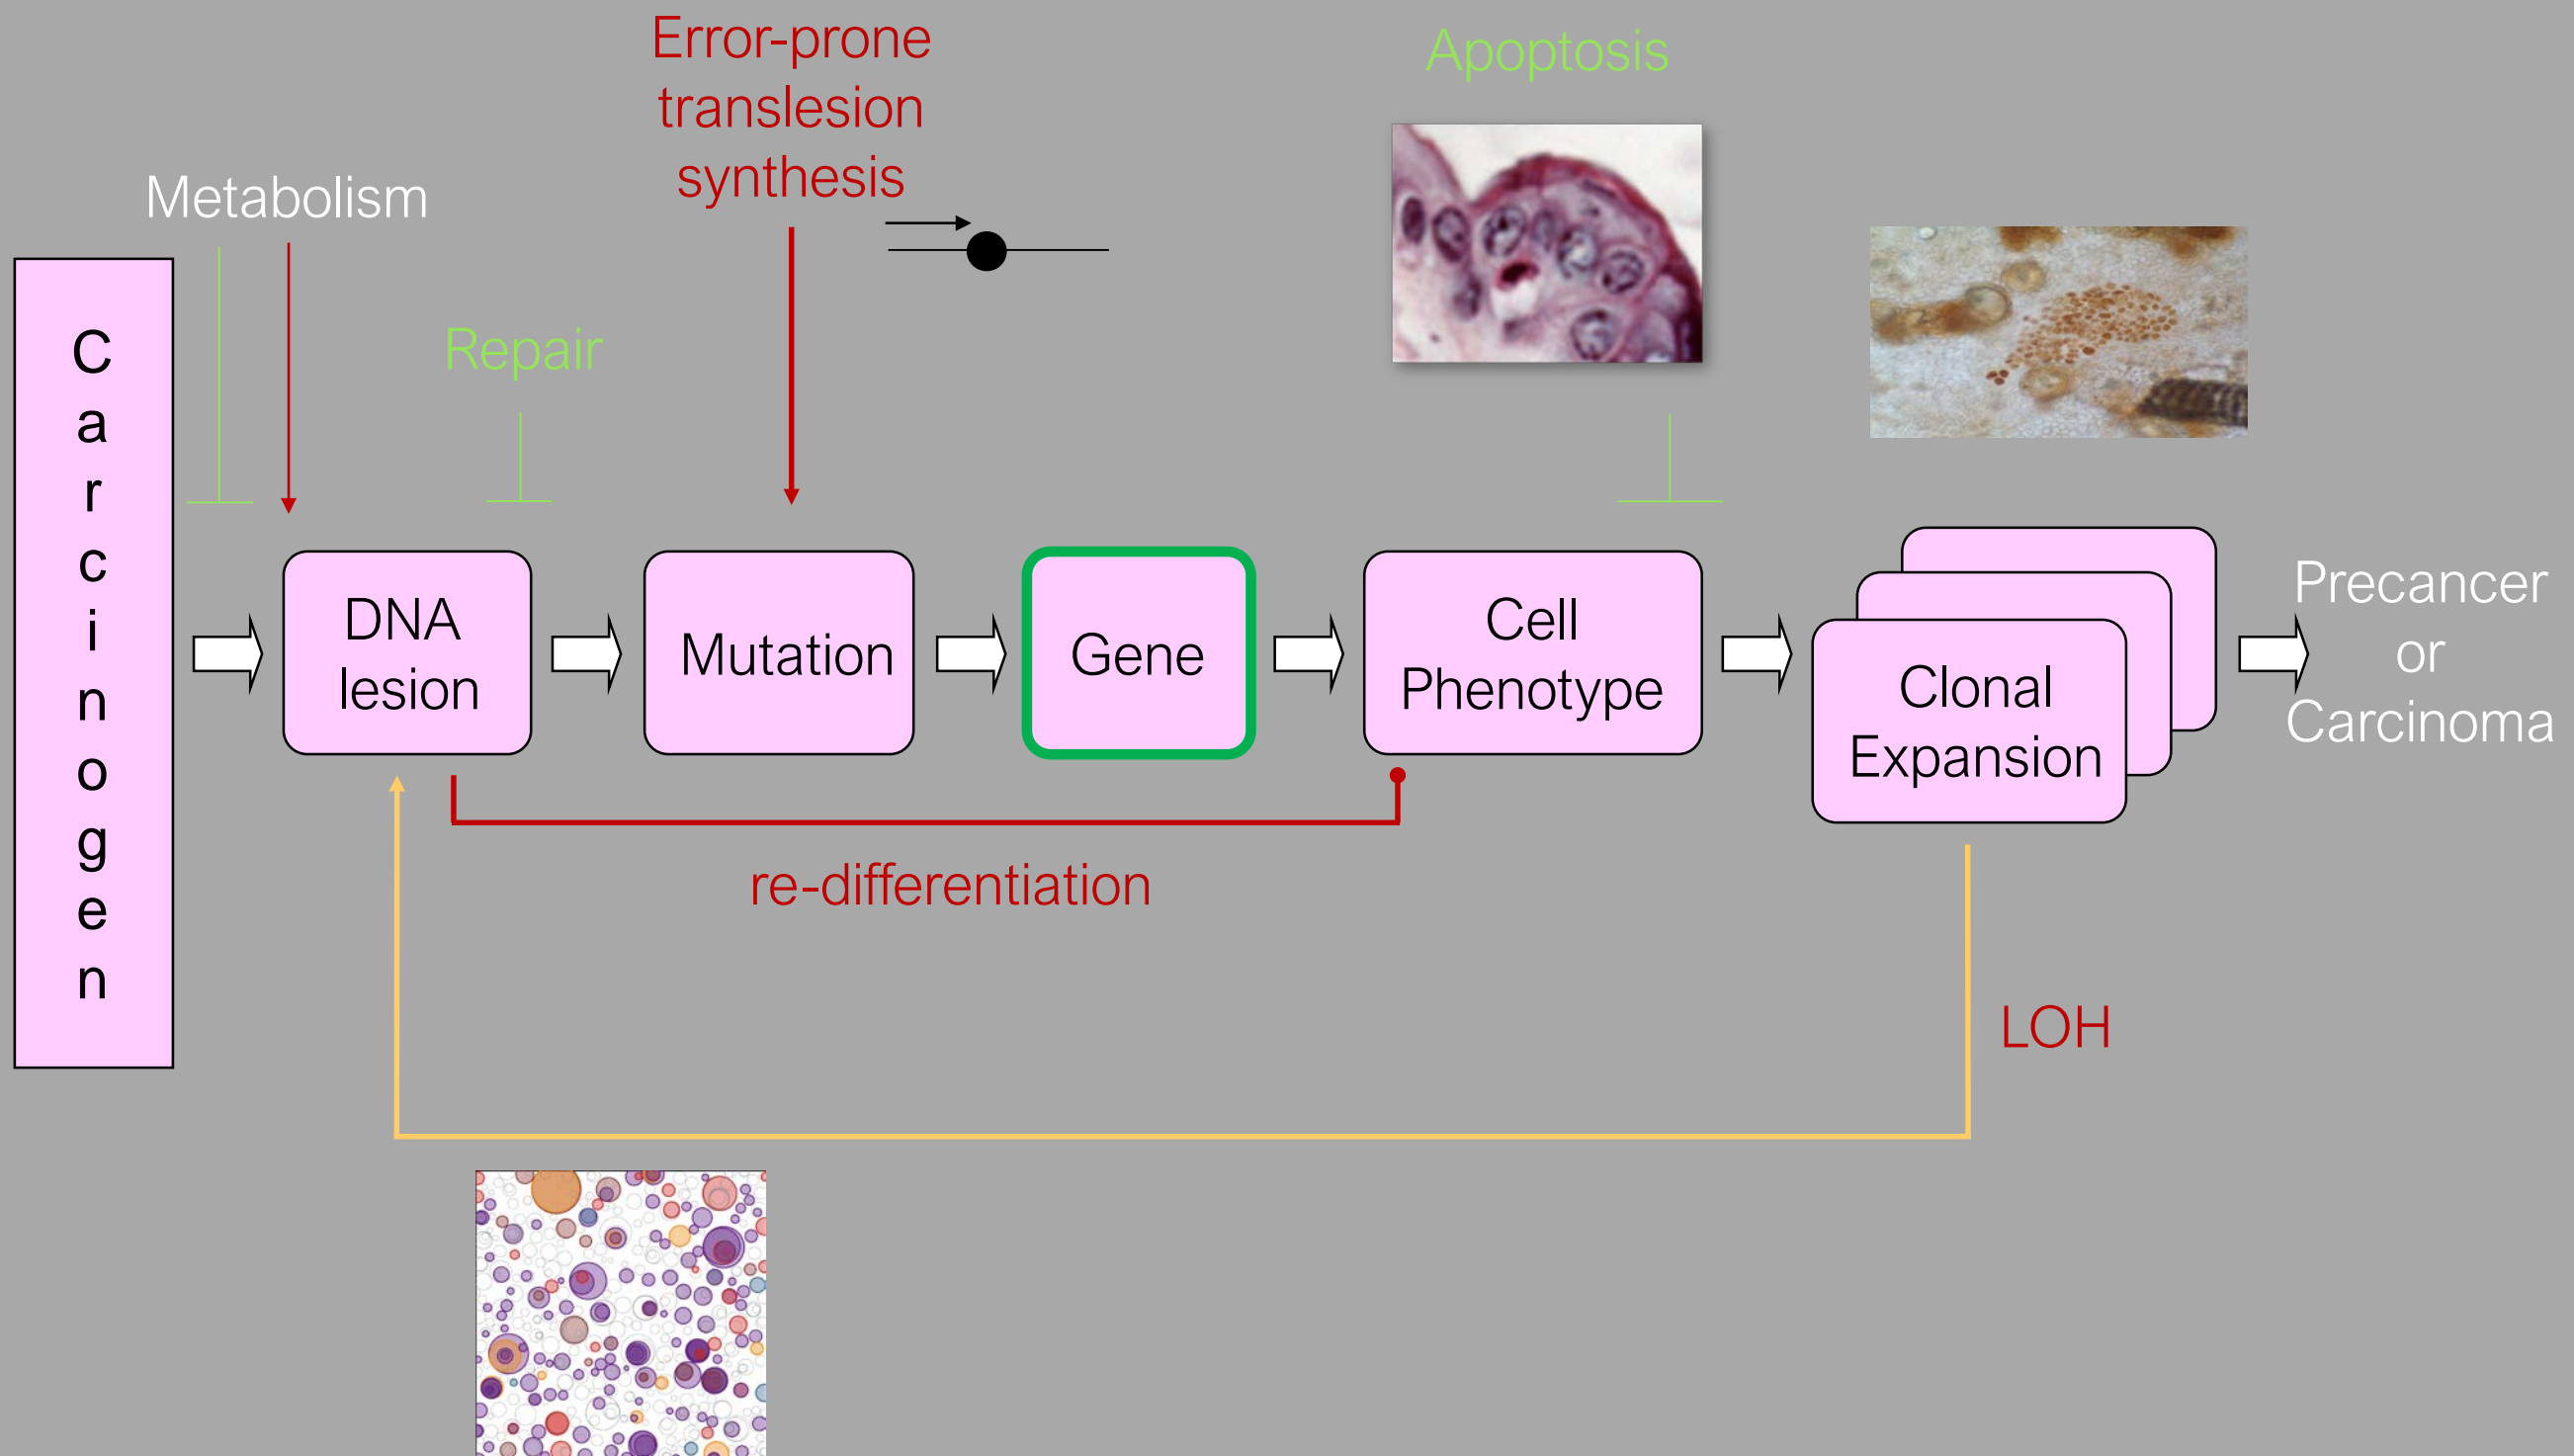 Error-prone
translesion
synthesis
Apoptosis
Metabolism
Repair
Carcinogen
DNA
lesion
Mutation
Gene
Cell
Phenotype
Clonal
Expansion
Precancer
or
Carcinoma
re-differentiation
LOH